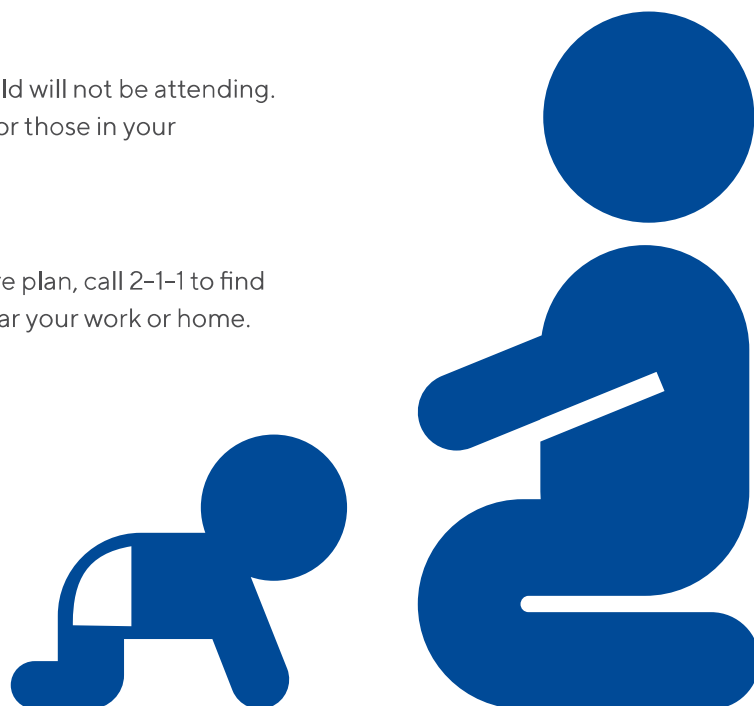 ld will not be attending.
or those in your
e plan, call 2-1-1 to find
ar your work or home.